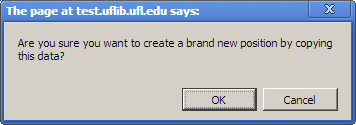 The page at test.uflib.ufl.edu says:
Are you sure you want to create a brand new position by copying
this data?
OK
Cancel